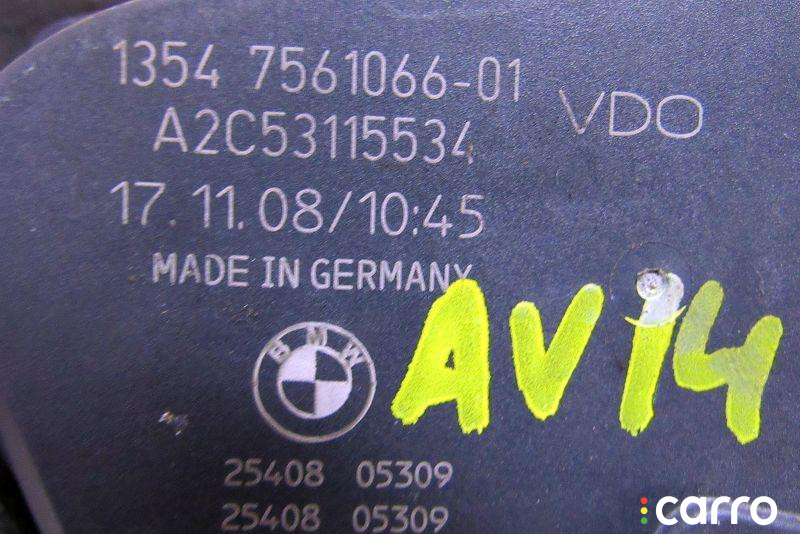 1354 7561066-01
VDO
A2C53115534
17.11.08/10:45
MADE IN GERMANY
AV14
BMW
25408 05309
25408 05309
carro